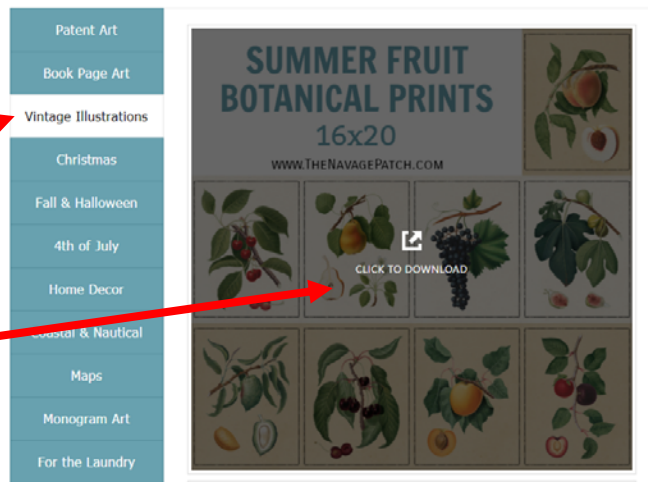 Patent Art
Book Page Art
Vintage Illustrations
Christmas
Fall & Halloween
4th of July
Home Decor
Coastal & Nautical
Maps
Monogram Art
For the Laundry
SUMMER FRUIT
BOTANICAL PRINTS
16x20
WWW.THENAVAGEPATCH.COM
CLICK TO DOWNLOAD